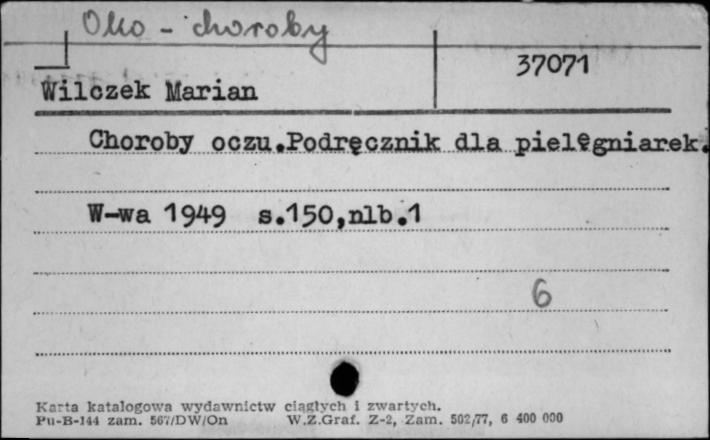 Oko - choroby
37071
Wilczek Marian
Choroby oczu.Podręcznik dla pielęgniarek.
W-wa 1949 s.150,nlb.1
6
Karta katalogowa wydawnictw ciągłych i zwartych.
Pu-B-144 zam. 567/DW/On W.Z.Graf. Z-2, Zam. 502/77, 6 400 000